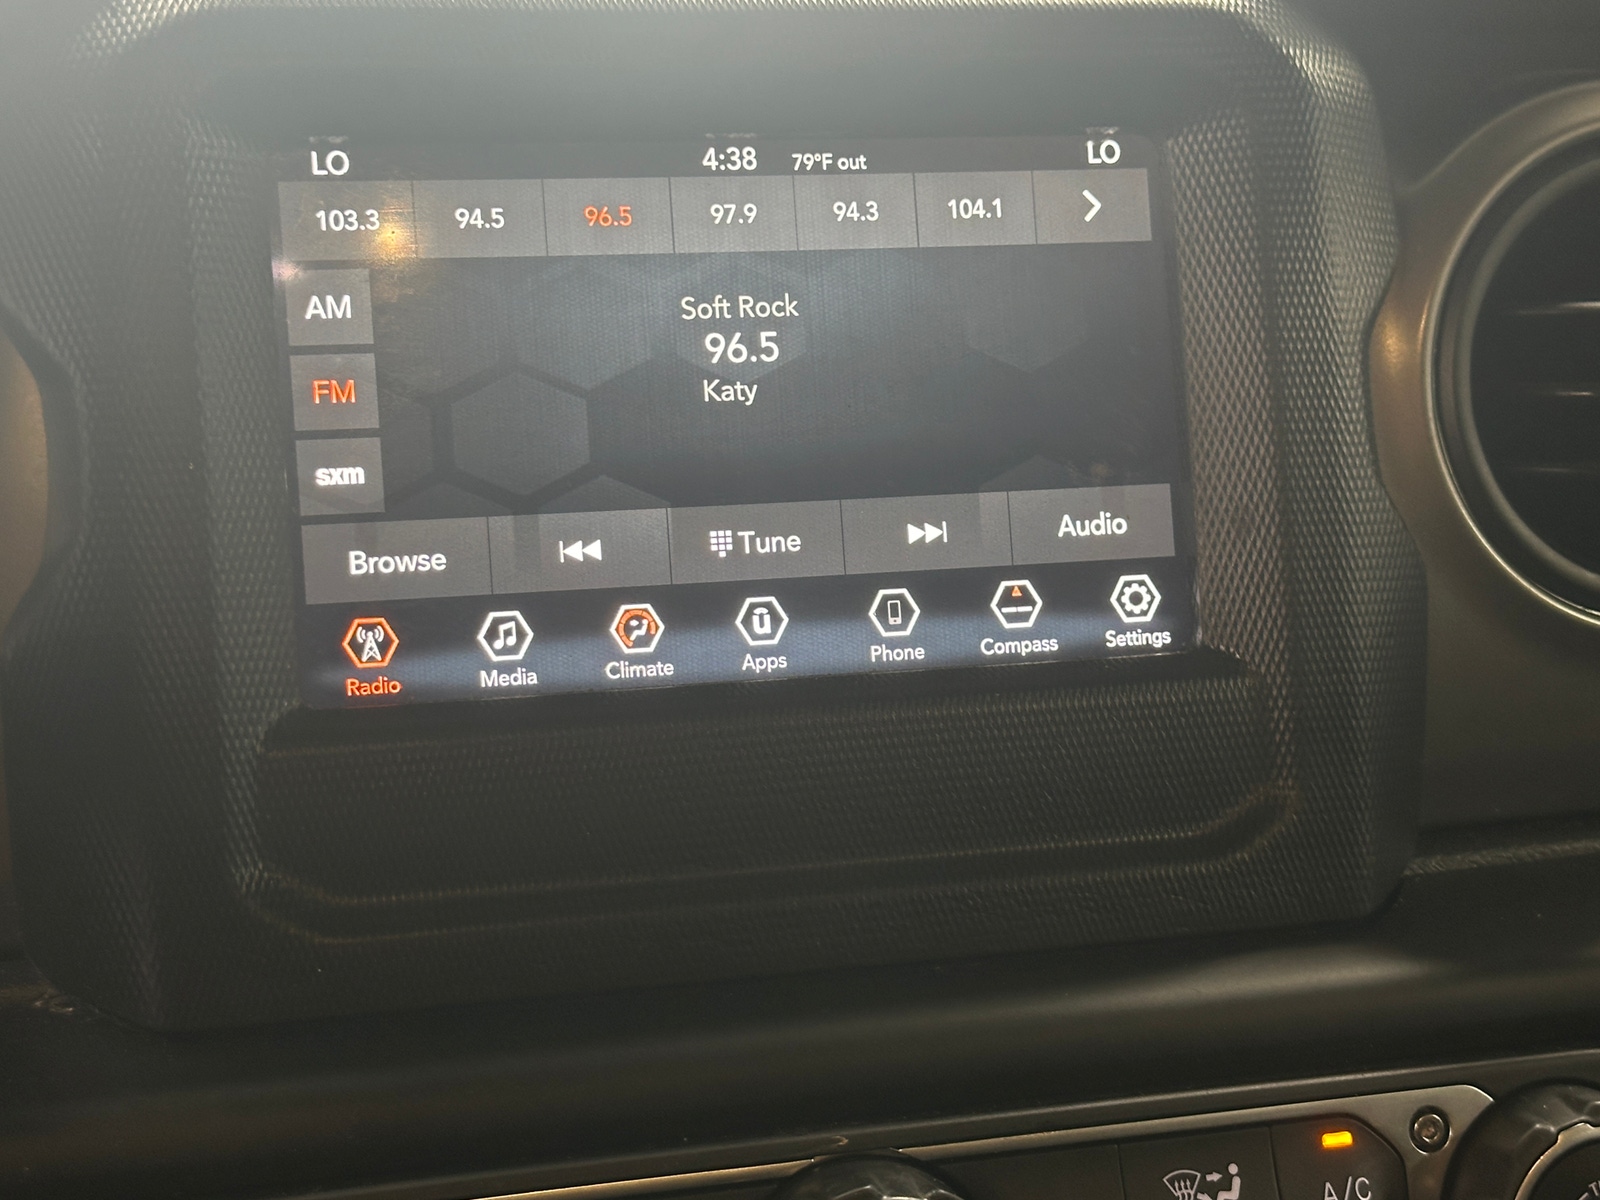 LO 4:38 79°F out LO
103.3 94.5 96.5 97.9 94.3 104.1
AM
FM
sxm
Soft Rock
96.5
Katy
Browse Tune Audio
Radio Media Climate Apps Phone Compass Settings
A/C